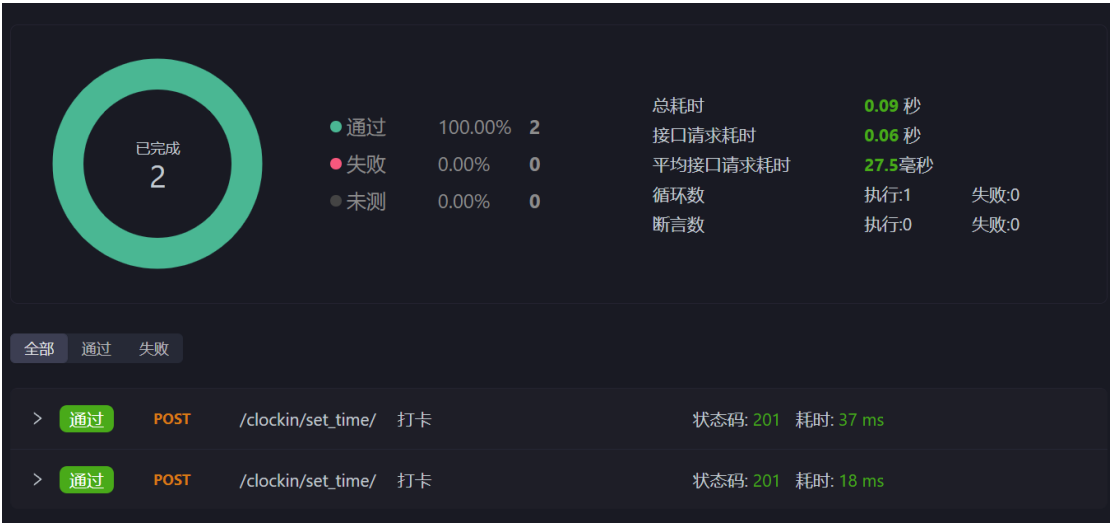 已完成
2
通过 100.00% 2
失败 0.00% 0
未测 0.00% 0
总耗时 0.09 秒
接口请求耗时 0.06 秒
平均接口请求耗时 27.5毫秒
循环数 执行:1 失败:0
断言数 执行:0 失败:0
全部 通过 失败
通过 POST /clockin/set_time/ 打卡 状态码: 201 耗时: 37 ms
通过 POST /clockin/set_time/ 打卡 状态码: 201 耗时: 18 ms